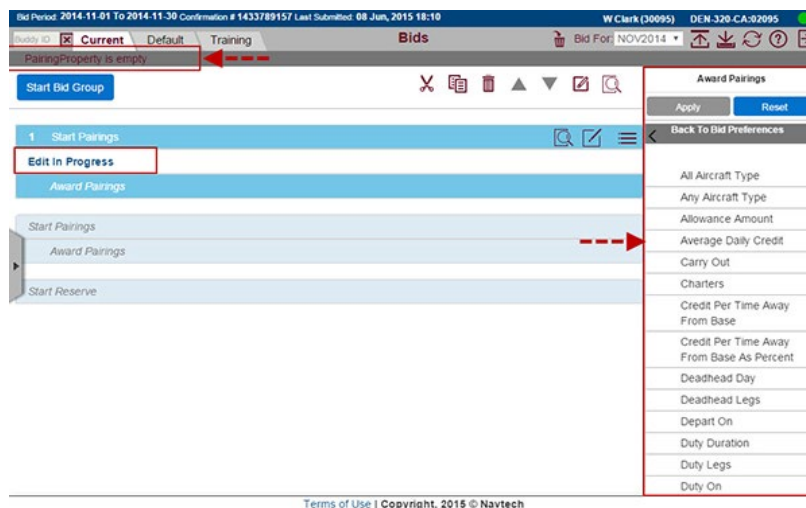 Bid Period: 2014-11-01 To 2014-11-30 Confirmation # 1433789157 Last Submitted: 08 Jun, 2015 18:10
W Clark (30095) DEN-320-CA:02095
Buddy ID Current Default Training Bids Bid For: NOV2014
PairingProperty is empty
Start Bid Group
Award Pairings
Apply Reset
Back To Bid Preferences
1 Start Pairings
Edit In Progress
Award Pairings
Start Pairings
Award Pairings
Start Reserve
All Aircraft Type
Any Aircraft Type
Allowance Amount
Average Daily Credit
Carry Out
Charters
Credit Per Time Away
From Base
Credit Per Time Away
From Base As Percent
Deadhead Day
Deadhead Legs
Depart On
Duty Duration
Duty Legs
Duty On
Terms of Use | Copyright, 2015 © Navtech